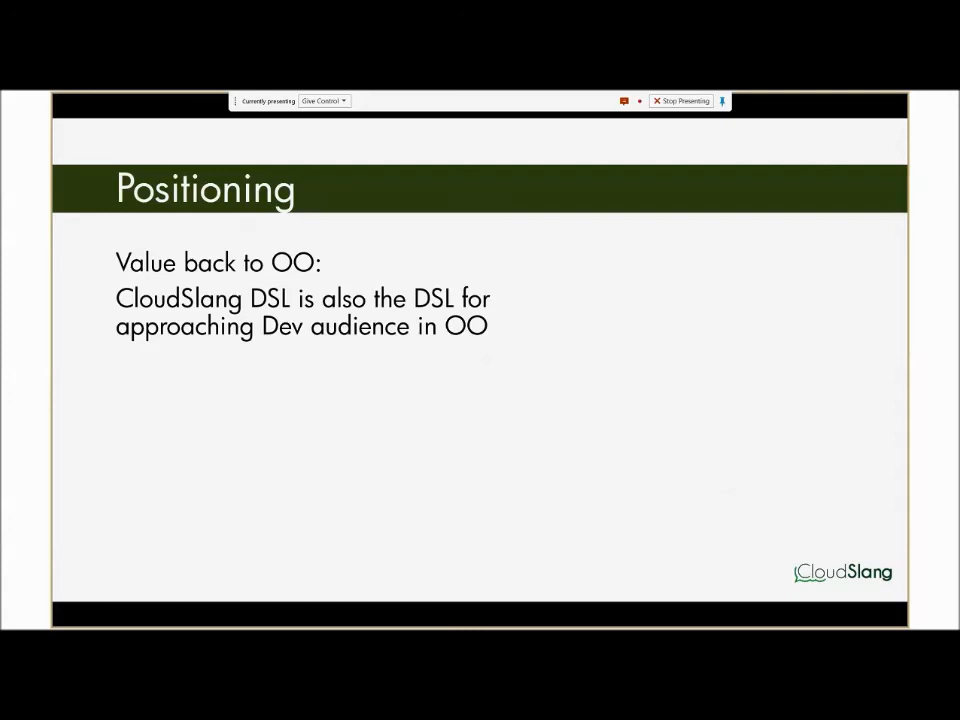 Currently presenting Give Control Stop Presenting
Positioning
Value back to OO:
CloudSlang DSL is also the DSL for
approaching Dev audience in OO
CloudSlang